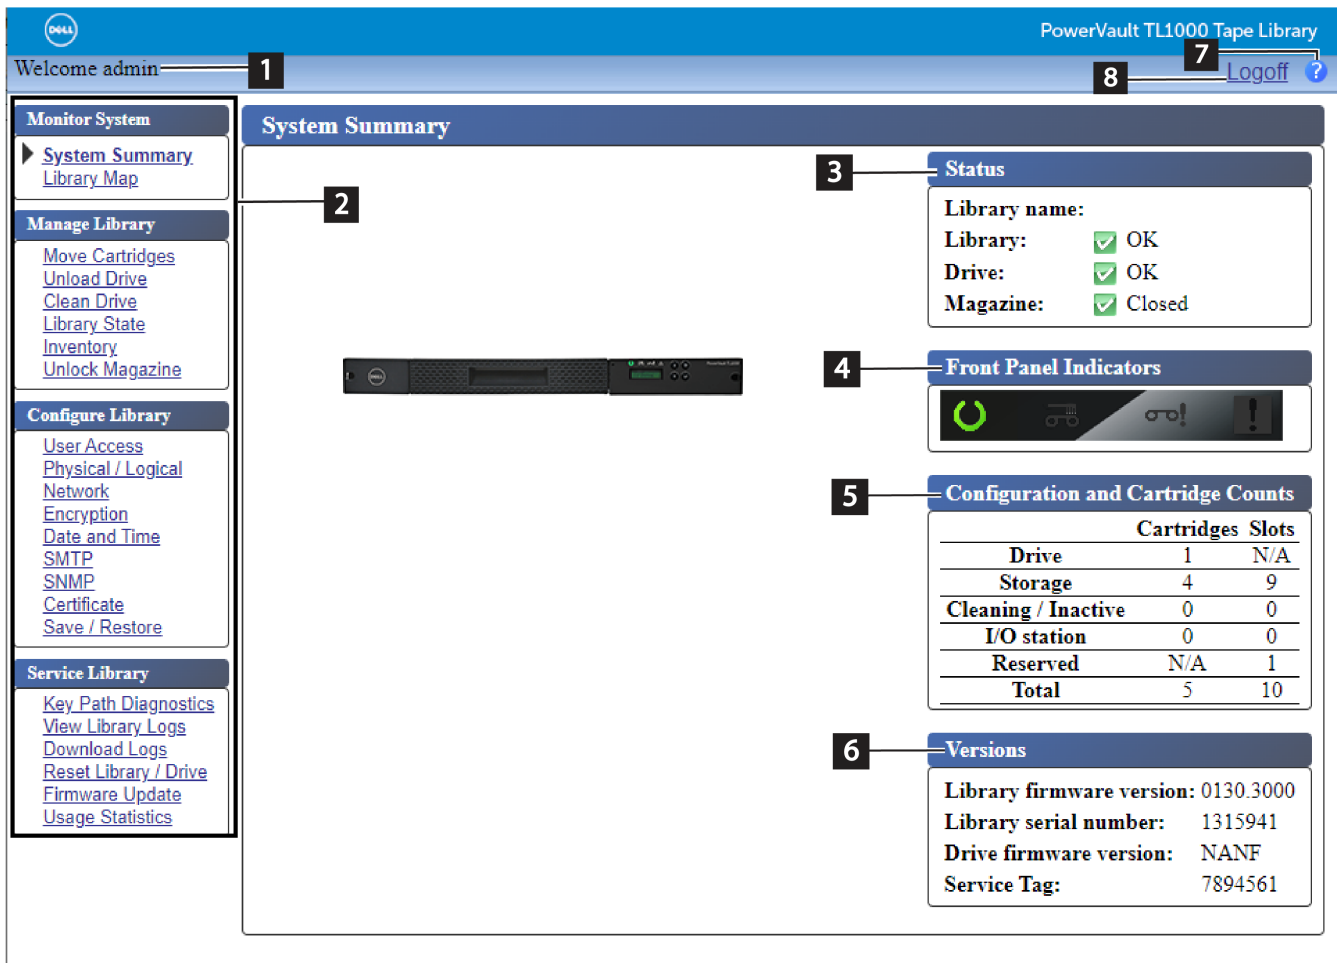 DELL
PowerVault TL1000 Tape Library
Welcome admin
1
7
8
Logoff ?
Monitor System
System Summary
Library Map
2
Manage Library
Move Cartridges
Unload Drive
Clean Drive
Library State
Inventory
Unlock Magazine
Configure Library
User Access
Physical / Logical
Network
Encryption
Date and Time
SMTP
SNMP
Certificate
Save / Restore
Service Library
Key Path Diagnostics
View Library Logs
Download Logs
Reset Library / Drive
Firmware Update
Usage Statistics
System Summary
DELL
3
Status
Library name:
Library: OK
Drive: OK
Magazine: Closed
4
Front Panel Indicators
5
Configuration and Cartridge Counts
Cartridges Slots
Drive 1 N/A
Storage 4 9
Cleaning / Inactive 0 0
I/O station 0 0
Reserved N/A 1
Total 5 10
6
Versions
Library firmware version: 0130.3000
Library serial number: 1315941
Drive firmware version: NANF
Service Tag: 7894561